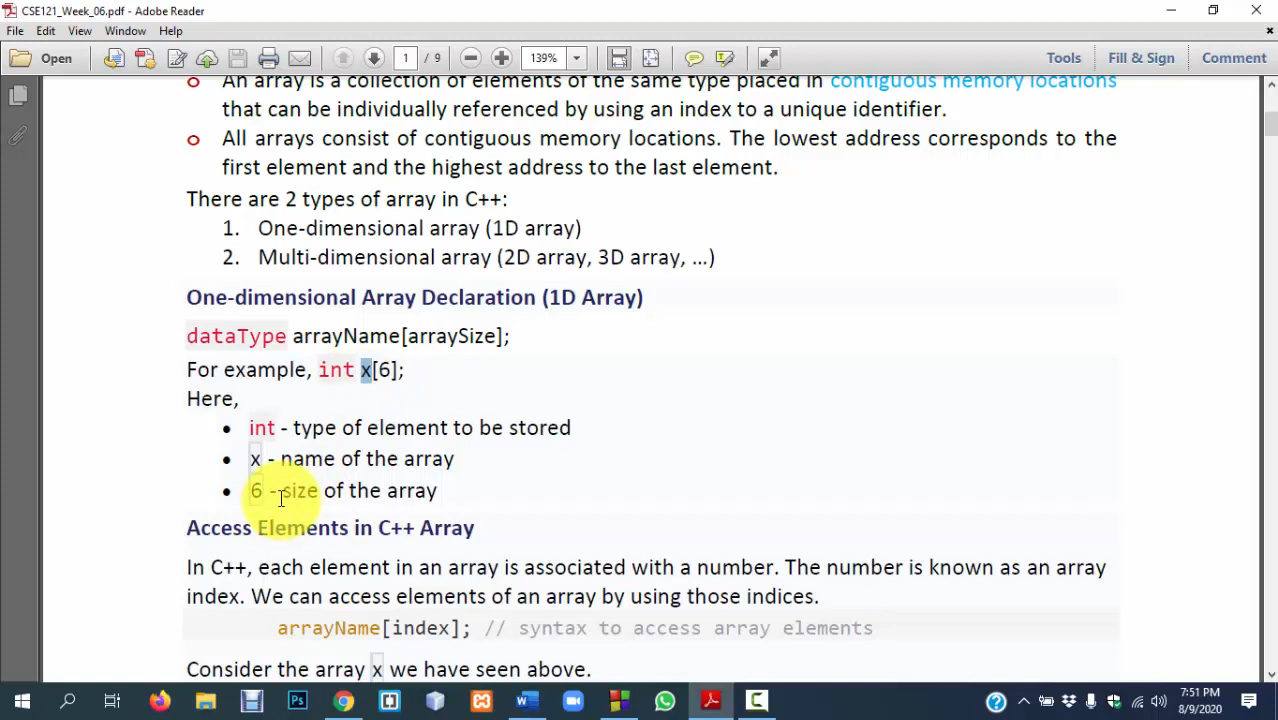 CSE121_Week_06.pdf - Adobe Reader
File Edit View Window Help
Open 1 / 9 139% Tools Fill & Sign Comment
An array is a collection of elements of the same type placed in contiguous memory locations
that can be individually referenced by using an index to a unique identifier.
o All arrays consist of contiguous memory locations. The lowest address corresponds to the
first element and the highest address to the last element.
There are 2 types of array in C++:
1. One-dimensional array (1D array)
2. Multi-dimensional array (2D array, 3D array, ...)
One-dimensional Array Declaration (1D Array)
dataType arrayName[arraySize];
For example, int x[6];
Here,
• int - type of element to be stored
• x - name of the array
• 6 - size of the array
Access Elements in C++ Array
In C++, each element in an array is associated with a number. The number is known as an array
index. We can access elements of an array by using those indices.
arrayName[index]; // syntax to access array elements
Consider the array x we have seen above.
7:51 PM
8/9/2020